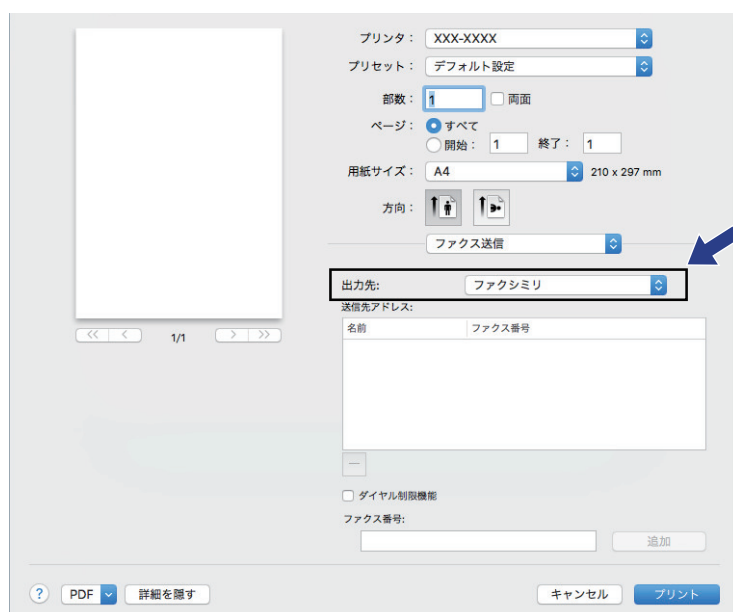 プリンタ： XXX-XXXX
プリセット： デフォルト設定
部数： 1 両面
ページ： すべて
開始： 1 終了： 1
用紙サイズ： A4 210 x 297 mm
方向：
ファクス送信
出力先: ファクシミリ
送信先アドレス:
名前 ファクス番号
<< < 1/1 > >>
ダイヤル制限機能
ファクス番号:
追加
? PDF 詳細を隠す キャンセル プリント